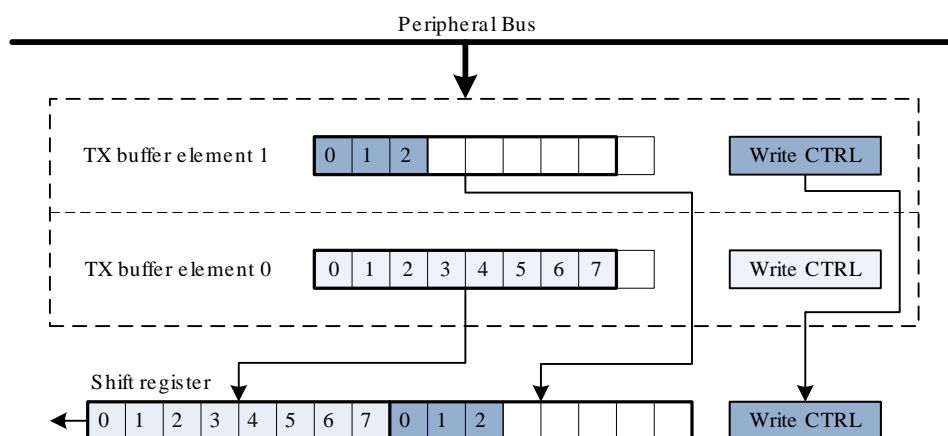 Peripheral Bus
TX buffer element 1 0 1 2 Write CTRL
TX buffer element 0 0 1 2 3 4 5 6 7 Write CTRL
Shift register
0 1 2 3 4 5 6 7 0 1 2 Write CTRL